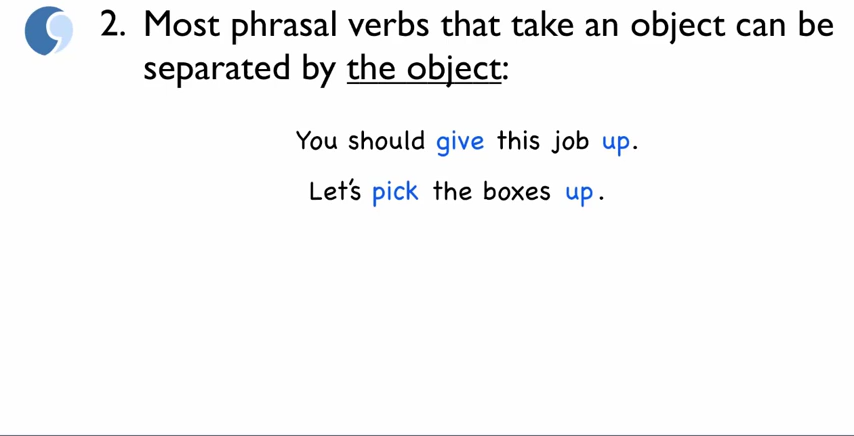 2. Most phrasal verbs that take an object can be
separated by the object:
You should give this job up.
Let's pick the boxes up.